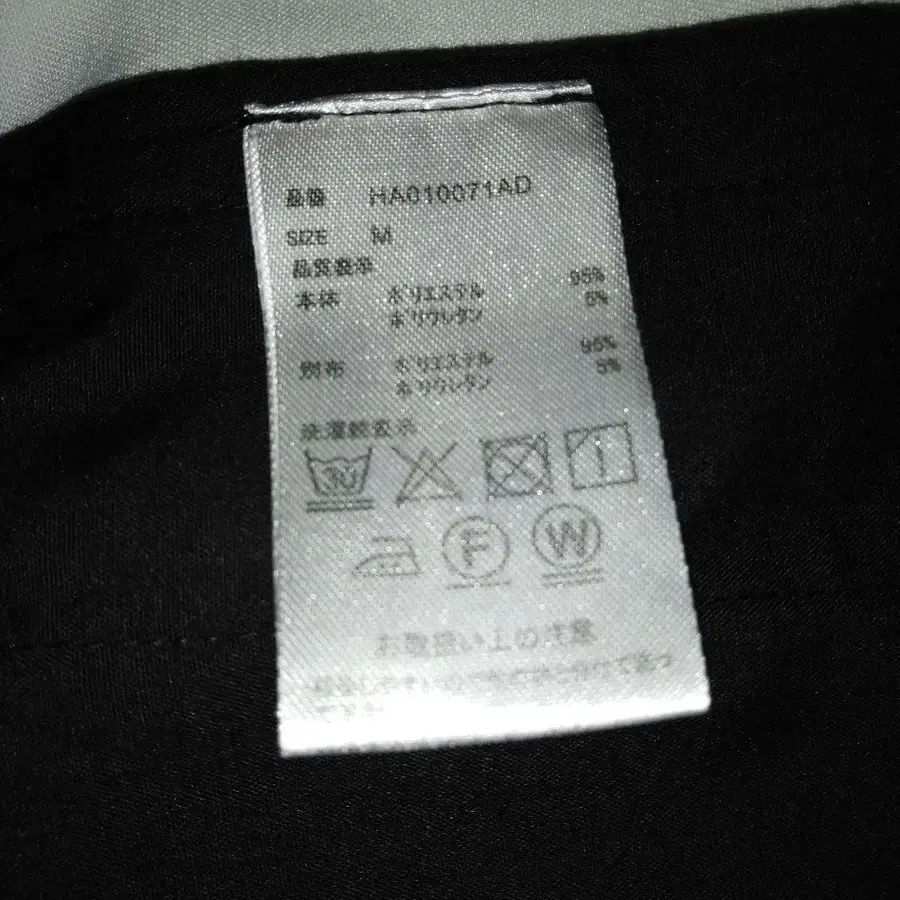 品番 HA010071AD
SIZE M
品質表示
本体 ポリエステル 95%
ポリウレタン 5%
別布 ポリエステル 95%
ポリウレタン 5%
洗濯絵表示
30
F W
お取扱い上の注意